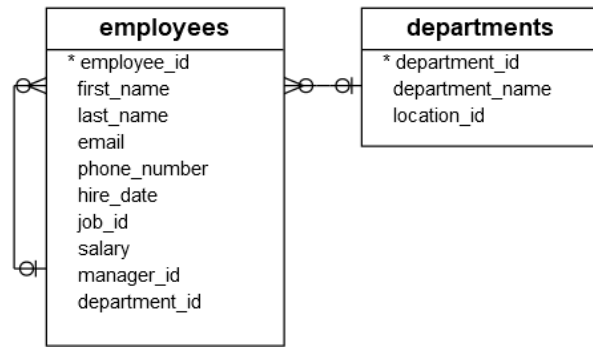 employees
* employee_id
first_name
last_name
email
phone_number
hire_date
job_id
salary
manager_id
department_id
departments
* department_id
department_name
location_id